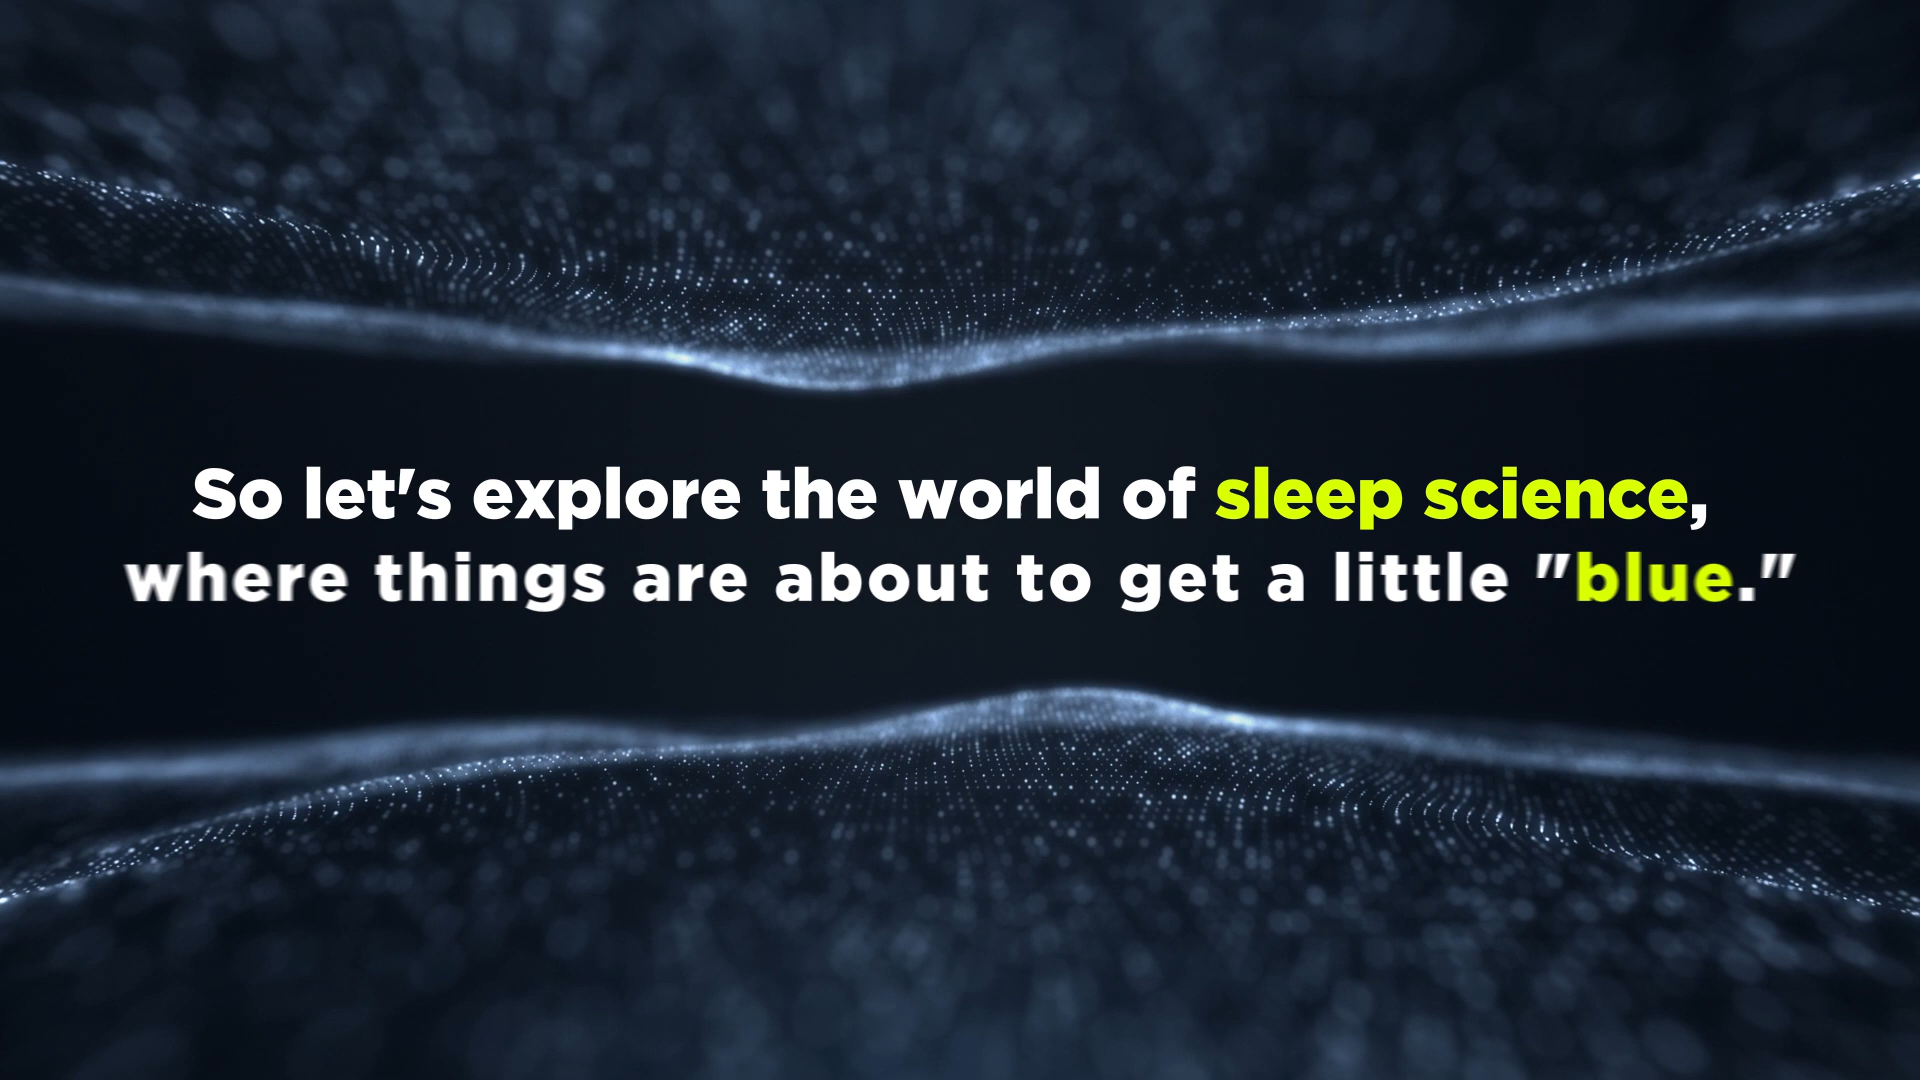 So let's explore the world of sleep science,
where things are about to get a little "blue."